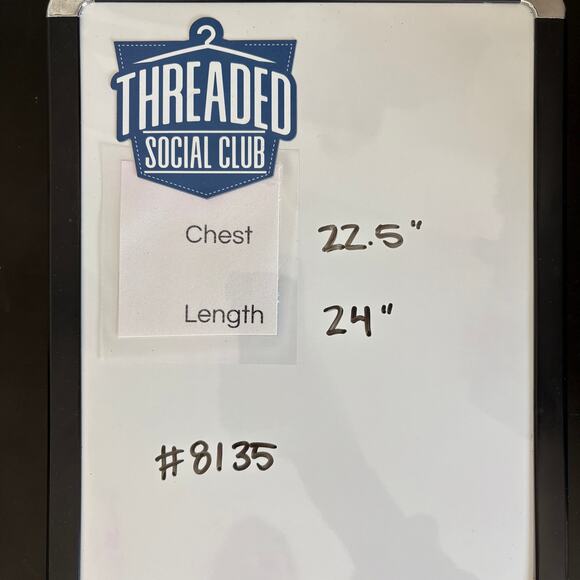 THREADED
SOCIAL CLUB
Chest 22.5"
Length 24"
#8135